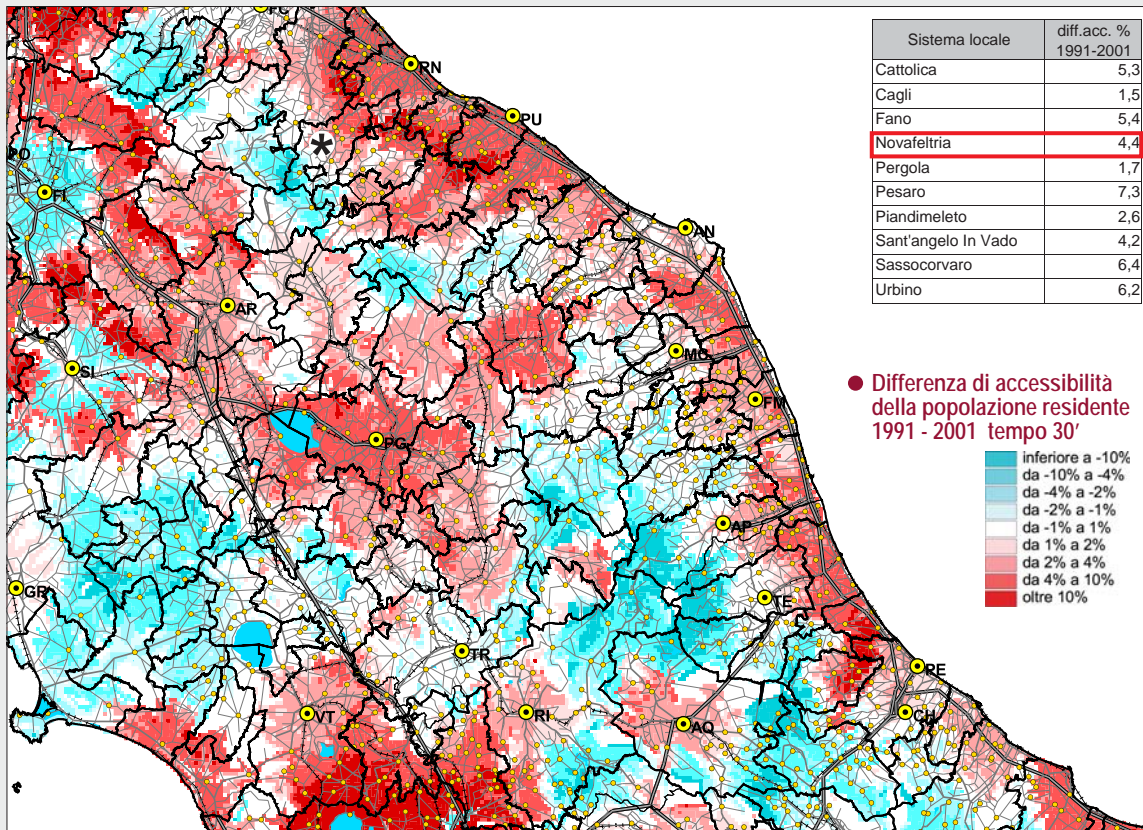 Sistema locale diff.acc. % 1991-2001
Cattolica 5,3
Cagli 1,5
Fano 5,4
Novafeltria 4,4
Pergola 1,7
Pesaro 7,3
Piandimeleto 2,6
Sant'angelo In Vado 4,2
Sassocorvaro 6,4
Urbino 6,2
● Differenza di accessibilità
della popolazione residente
1991 - 2001 tempo 30'
inferiore a -10%
da -10% a -4%
da -4% a -2%
da -2% a -1%
da -1% a 1%
da 1% a 2%
da 2% a 4%
da 4% a 10%
oltre 10%
RN
PU
*
FI
AN
AR
MC
SI
FM
PG
AP
GR
TE
TR
PE
VT
RI
AQ
CH